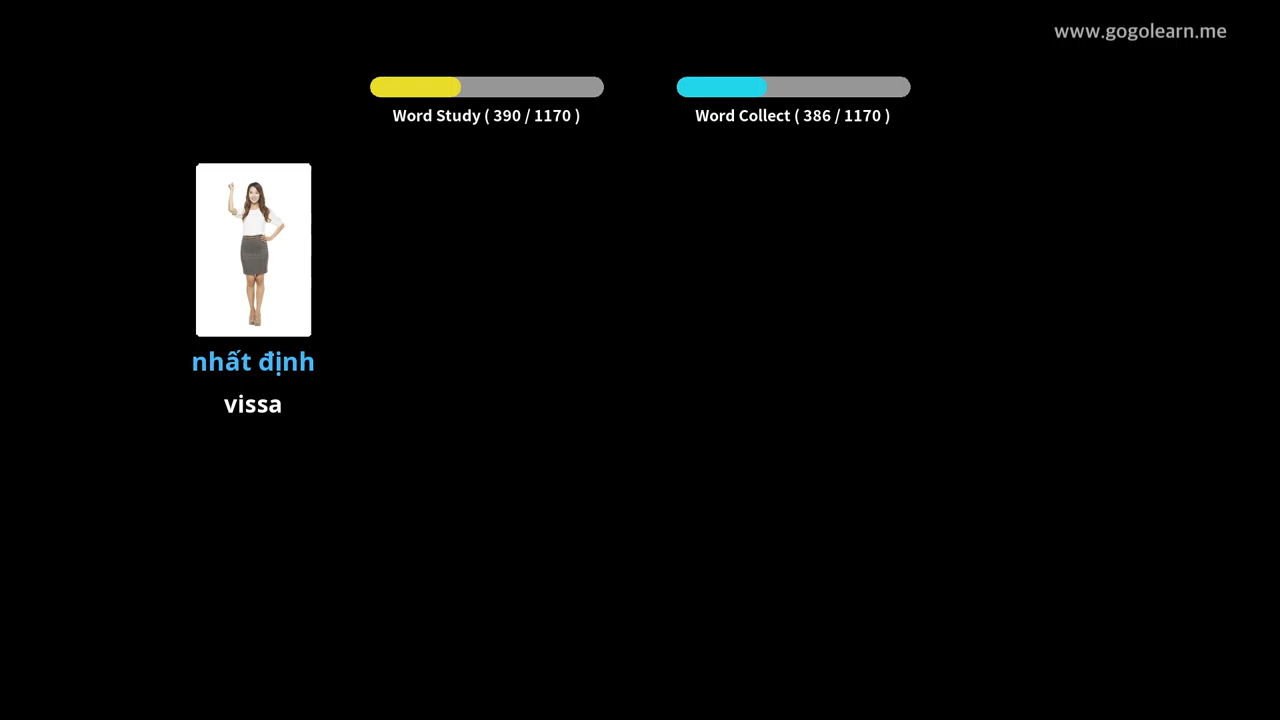 www.gogolearn.me
Word Study ( 390 / 1170 )
Word Collect ( 386 / 1170 )
nhất định
vissa